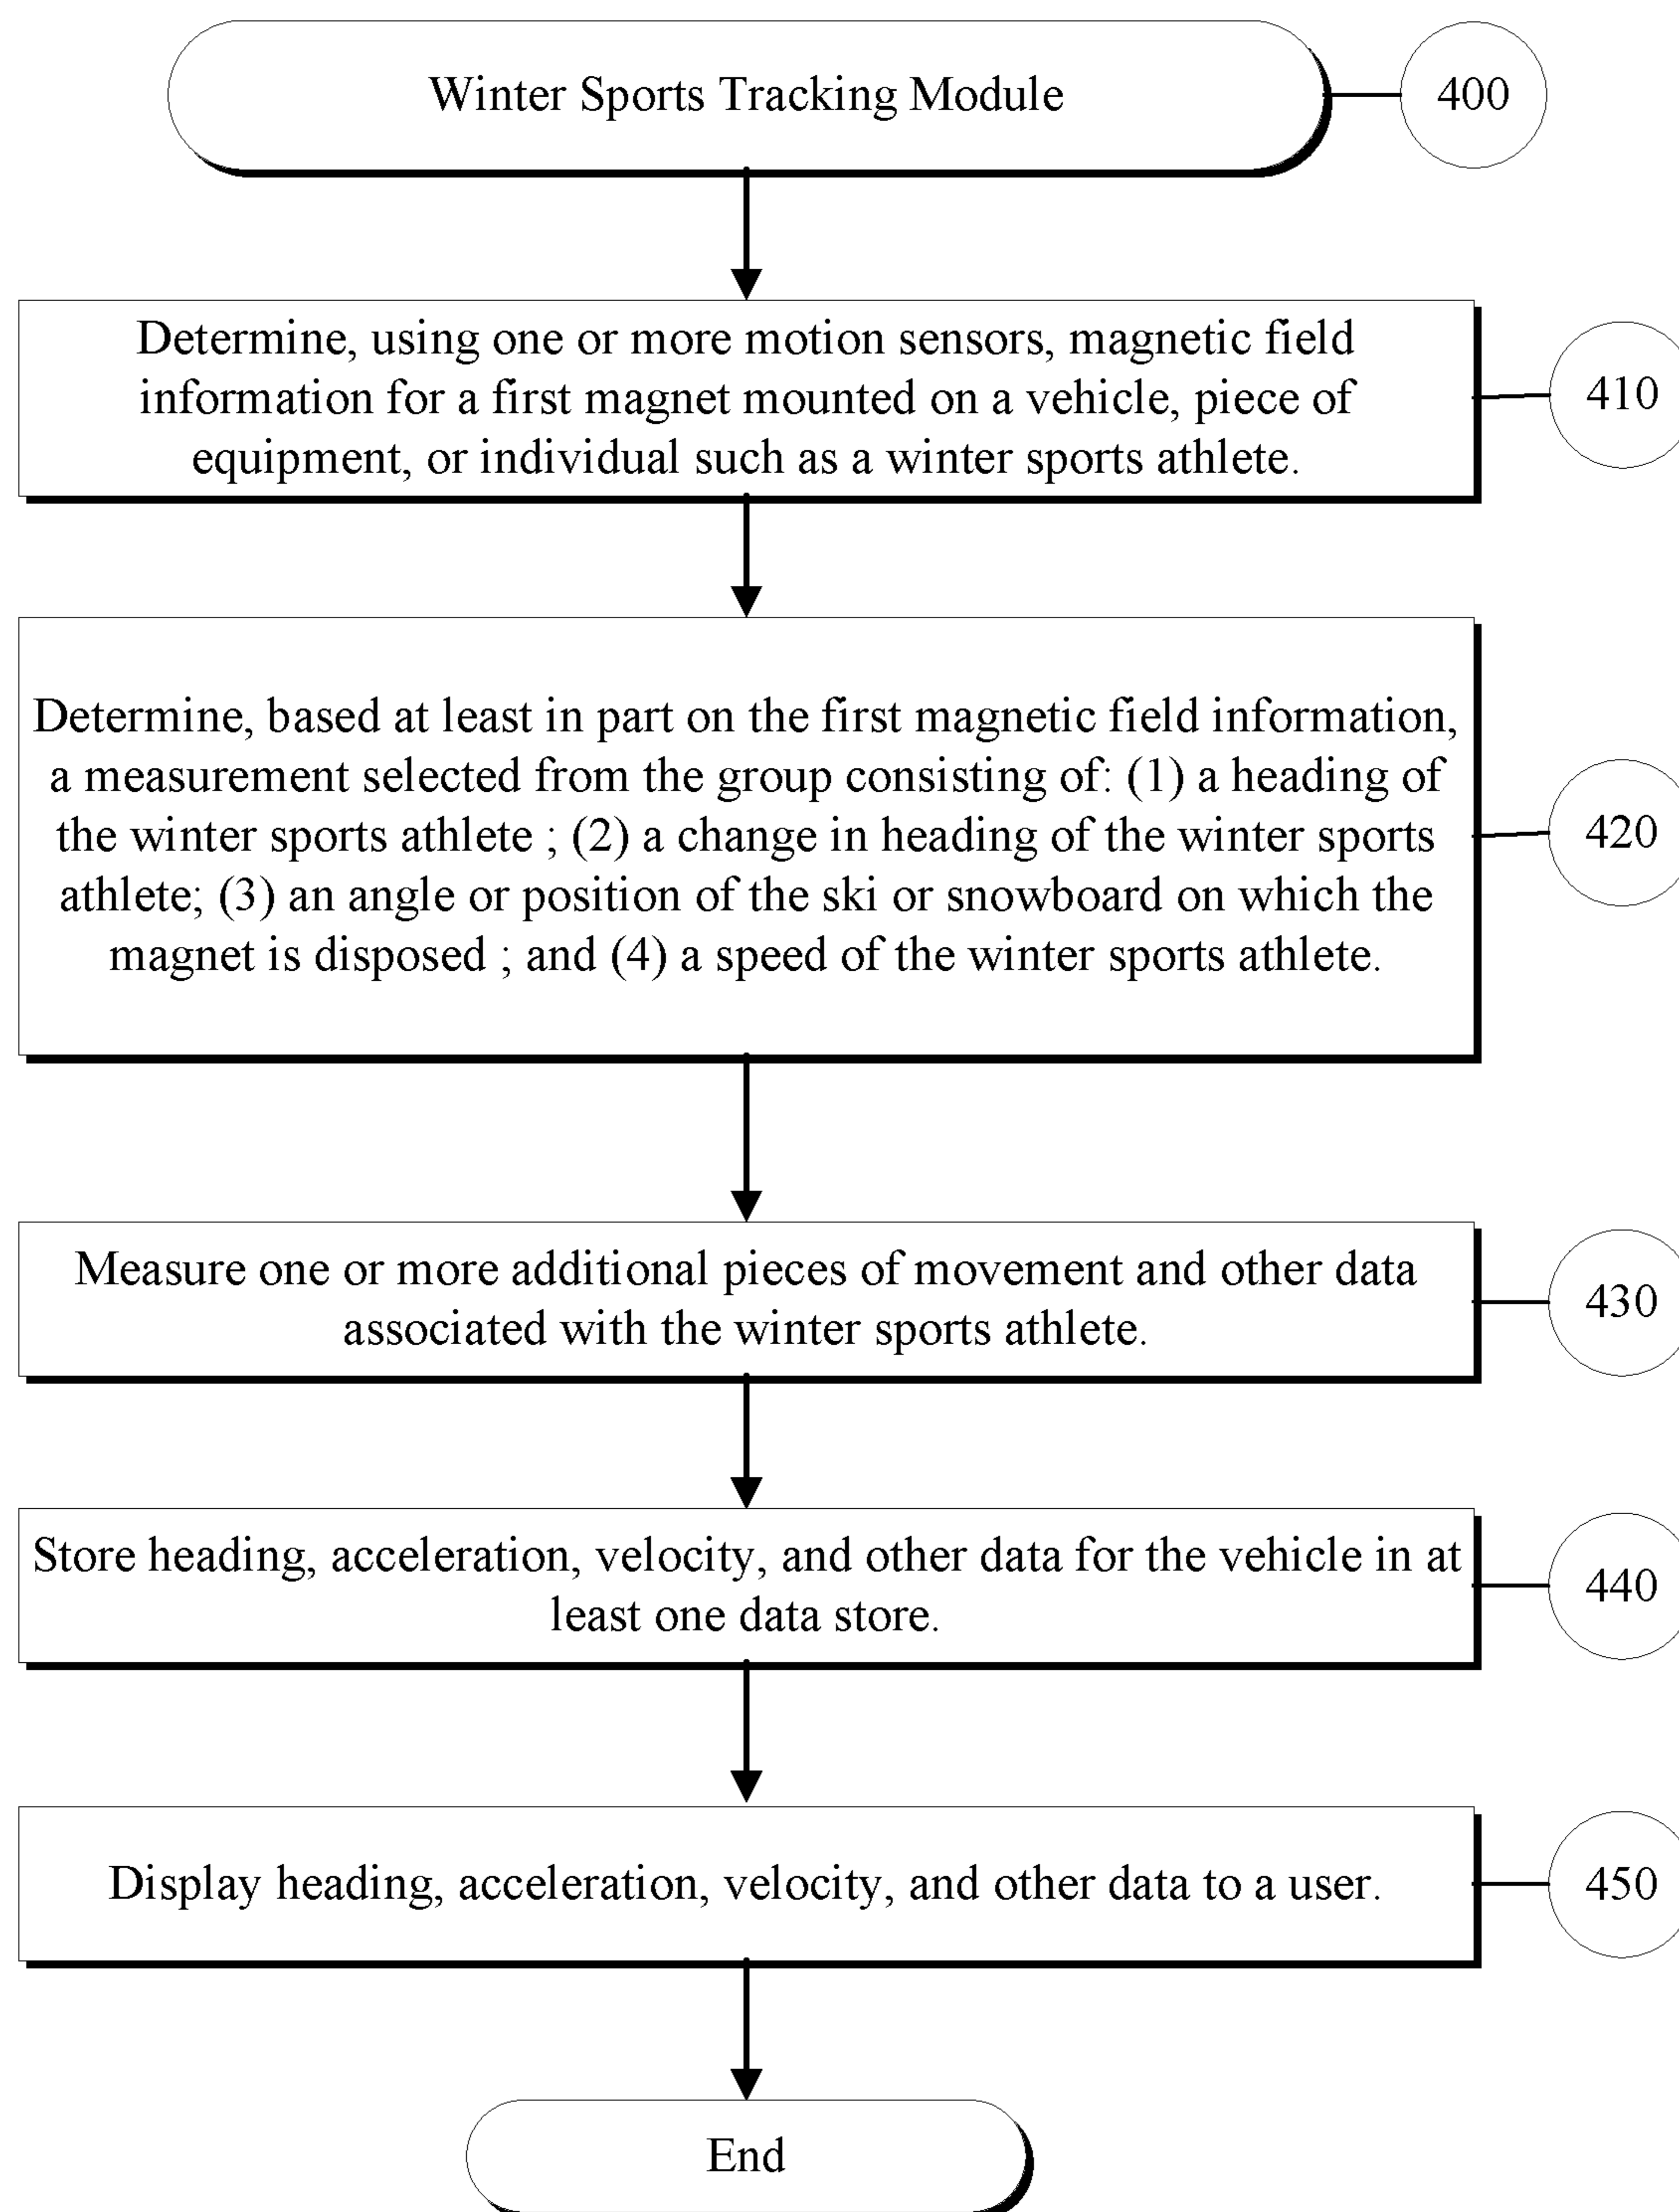 Winter Sports Tracking Module
400
Determine, using one or more motion sensors, magnetic field
information for a first magnet mounted on a vehicle, piece of
equipment, or individual such as a winter sports athlete.
410
Determine, based at least in part on the first magnetic field information,
a measurement selected from the group consisting of: (1) a heading of
the winter sports athlete ; (2) a change in heading of the winter sports
athlete; (3) an angle or position of the ski or snowboard on which the
magnet is disposed ; and (4) a speed of the winter sports athlete.
420
Measure one or more additional pieces of movement and other data
associated with the winter sports athlete.
430
Store heading, acceleration, velocity, and other data for the vehicle in at
least one data store.
440
Display heading, acceleration, velocity, and other data to a user.
450
End